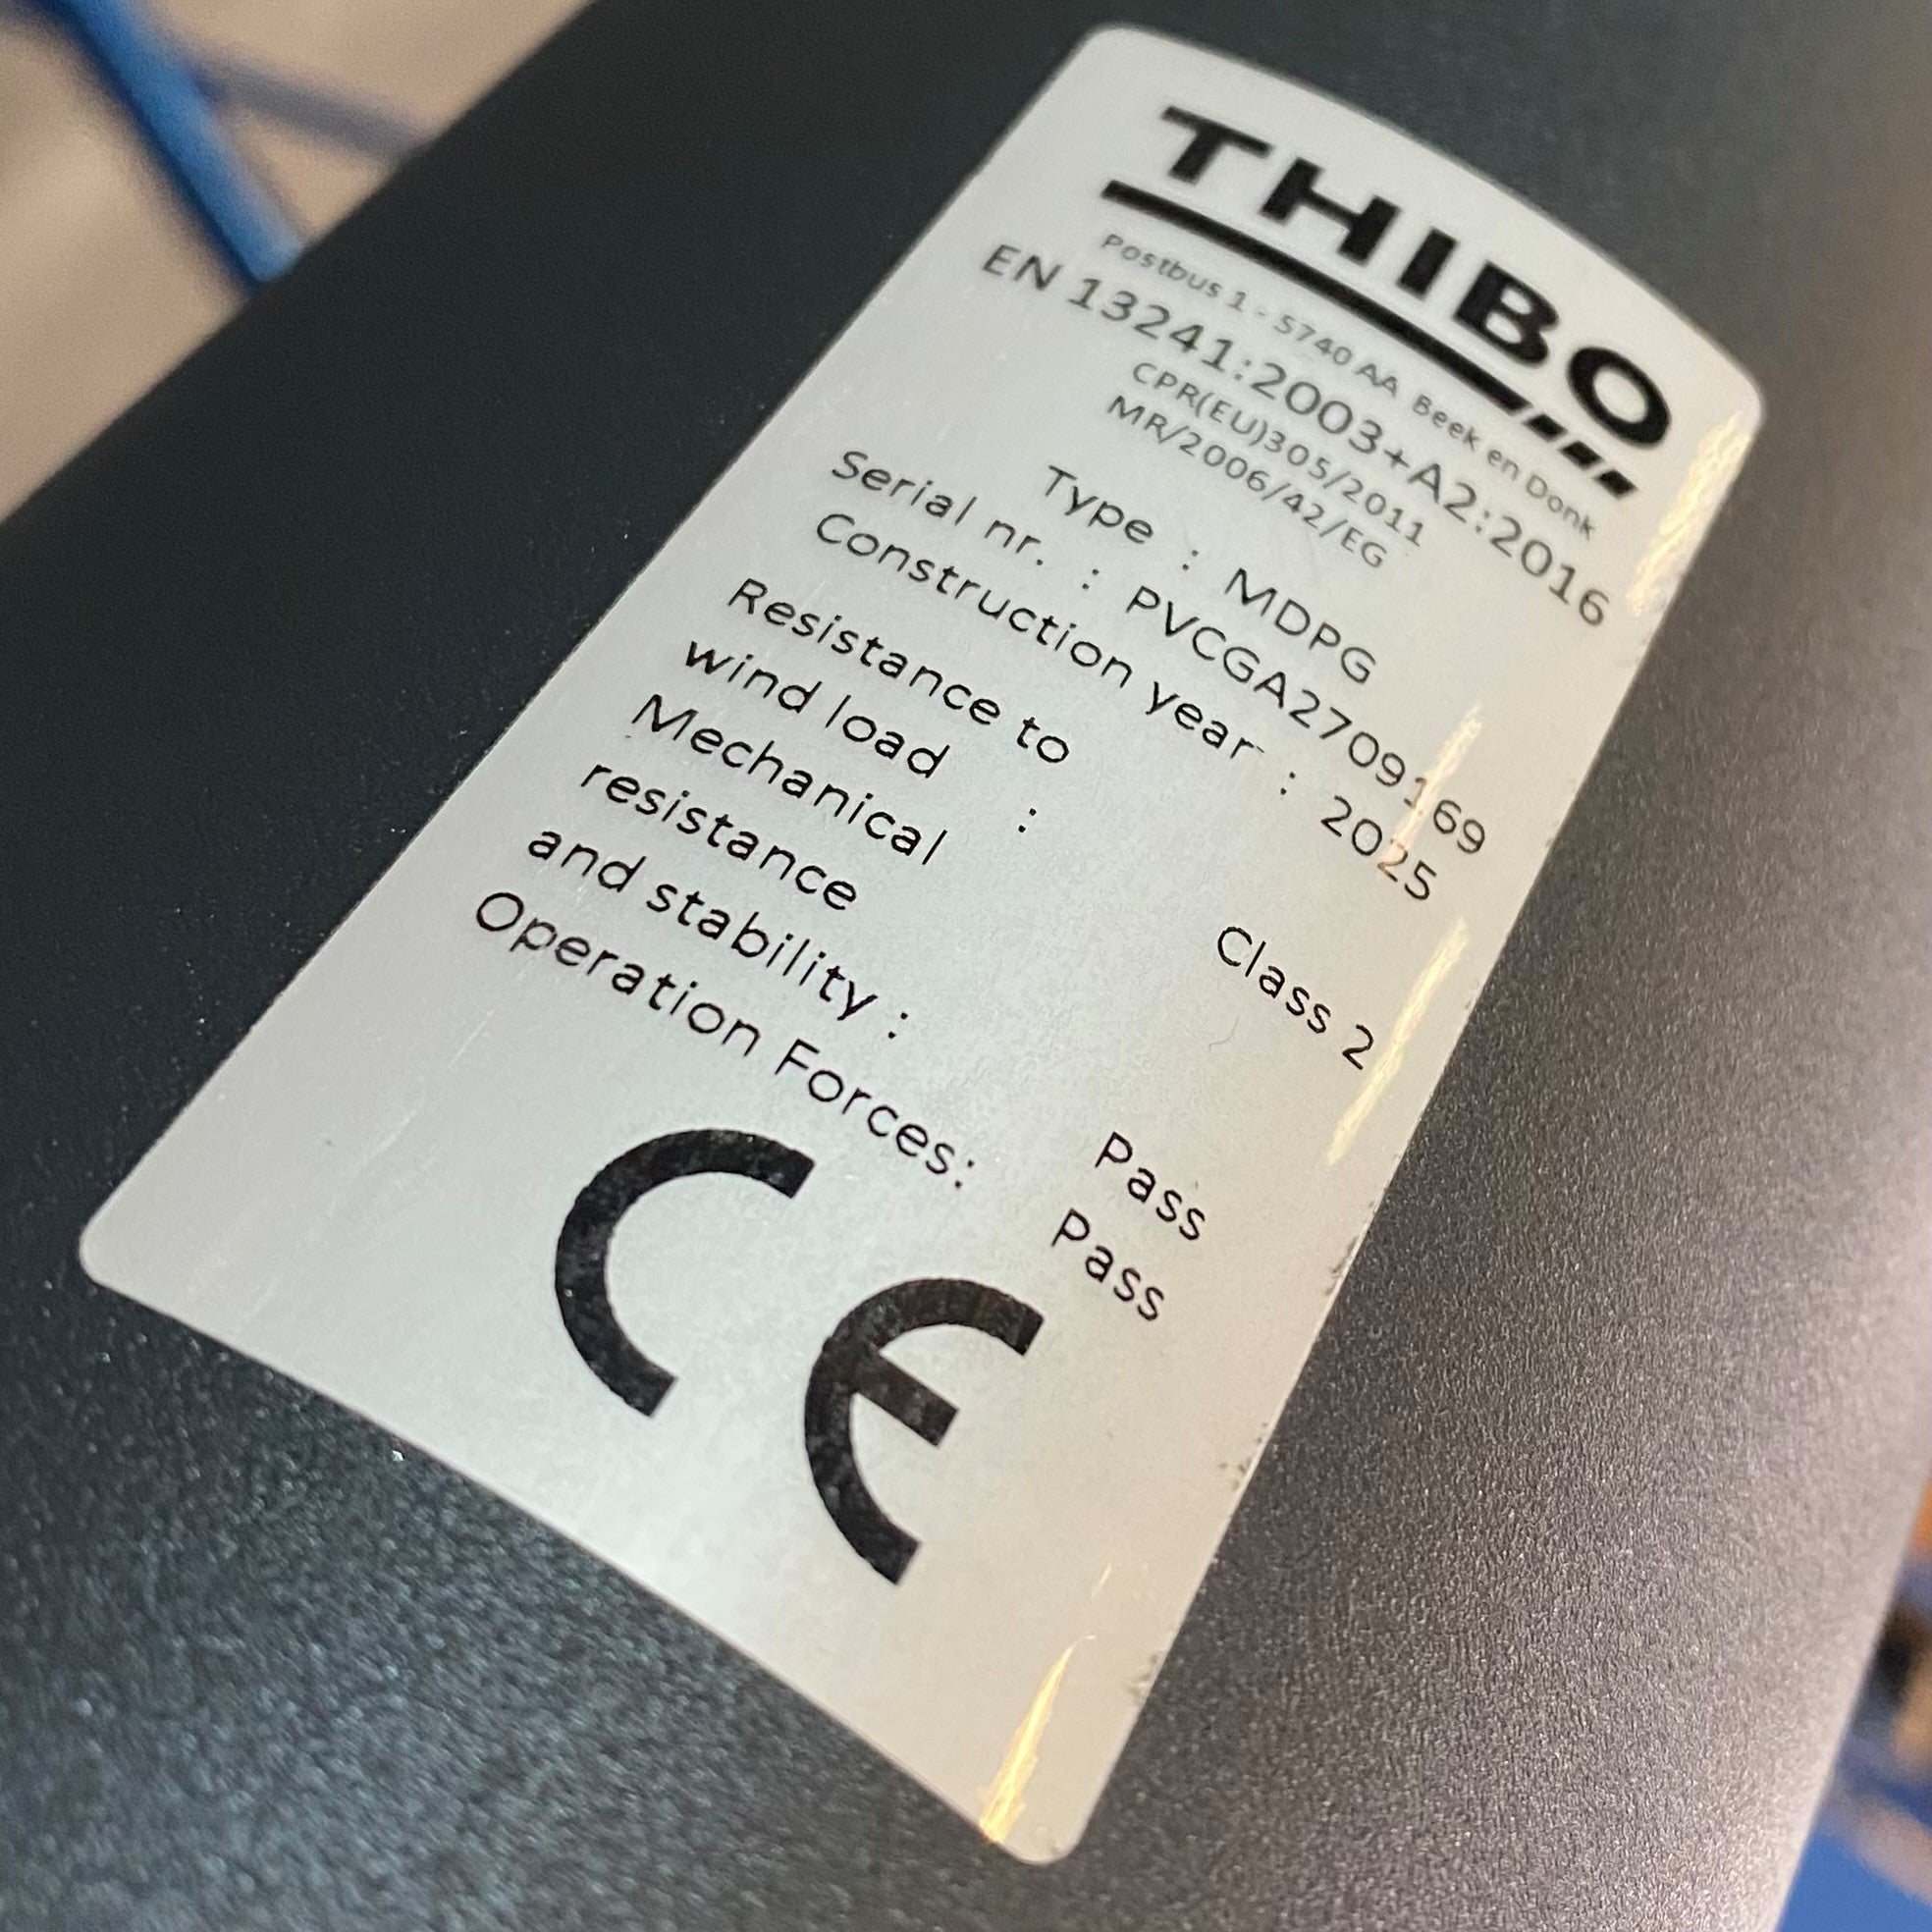 THIBO
Postbus 1 - 5740 AA Beek en Donk
EN 13241:2003+A2:2016
CPR(EU)305/2011
MR/2006/42/EG
Type : MDPG
Serial nr. : PVCGA2709169
Construction year : 2025
Resistance to
wind load : Class 2
Mechanical
resistance
and stability : Pass
Operation Forces: Pass
CE